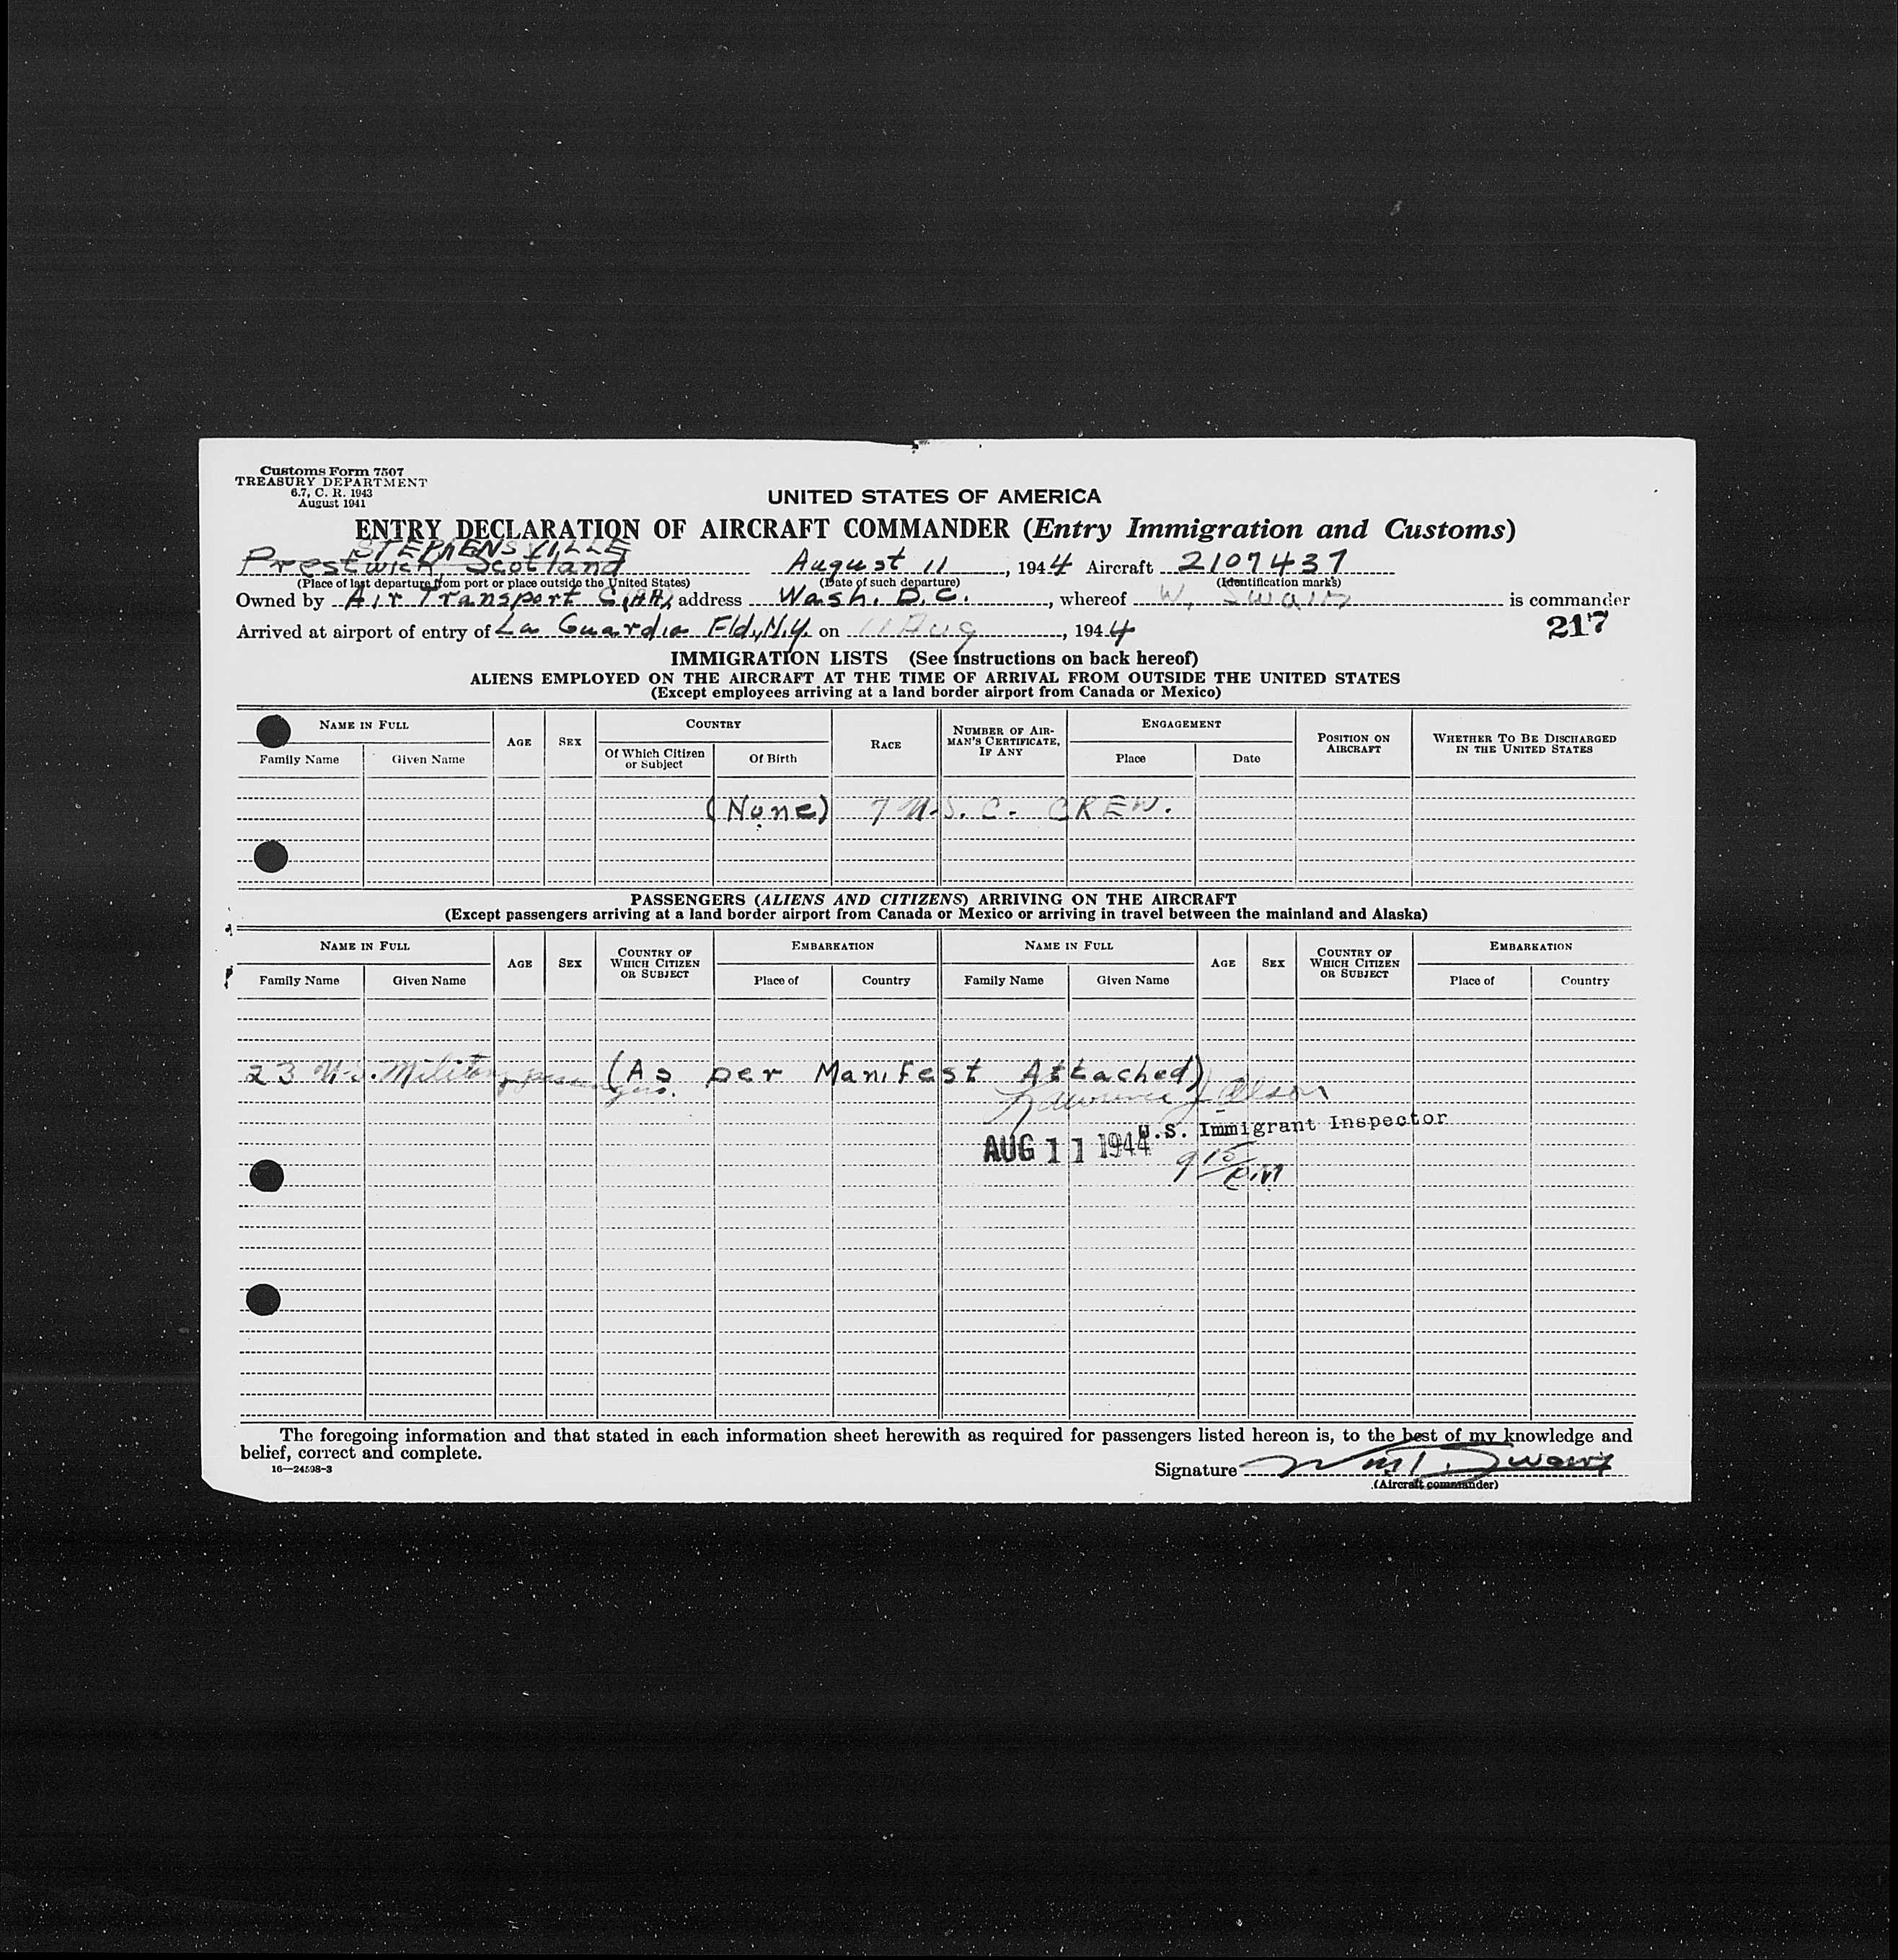 Customs Form 7507
TREASURY DEPARTMENT
6.7, C. R. 1943
August 1941
UNITED STATES OF AMERICA
ENTRY DECLARATION OF AIRCRAFT COMMANDER (Entry Immigration and Customs)
STEPHENSVILLE
Prestwick, Scotland August 11, 1944 Aircraft 2107437
(Place of last departure from port or place outside the United States) (Date of such departure) (Identification marks)
Owned by Air Transport C, address Wash. D.C., whereof W. Swain is commander
Arrived at airport of entry of La Guardia Fld, N.Y. on 11 Aug, 1944 217
IMMIGRATION LISTS (See instructions on back hereof)
ALIENS EMPLOYED ON THE AIRCRAFT AT THE TIME OF ARRIVAL FROM OUTSIDE THE UNITED STATES
(Except employees arriving at a land border airport from Canada or Mexico)
NAME IN FULL AGE SEX COUNTRY RACE NUMBER OF AIRMAN'S CERTIFICATE, IF ANY ENGAGEMENT POSITION ON AIRCRAFT WHETHER TO BE DISCHARGED IN THE UNITED STATES
Family Name Given Name Of Which Citizen or Subject Of Birth Place Date
(None) 7 U.S.C. CREW.
PASSENGERS (ALIENS AND CITIZENS) ARRIVING ON THE AIRCRAFT
(Except passengers arriving at a land border airport from Canada or Mexico or arriving in travel between the mainland and Alaska)
NAME IN FULL AGE SEX COUNTRY OF WHICH CITIZEN OR SUBJECT EMBARKATION NAME IN FULL AGE SEX COUNTRY OF WHICH CITIZEN OR SUBJECT EMBARKATION
Family Name Given Name Place of Country Family Name Given Name Place of Country
23 U.S. Military passengers. (As per Manifest Attached)
Lawrence J Olson
U.S. Immigrant Inspector
AUG 11 1944
9 15/PM
The foregoing information and that stated in each information sheet herewith as required for passengers listed hereon is, to the best of my knowledge and
belief, correct and complete.
16—24598-3
Signature Wm T. Swain
(Aircraft commander)